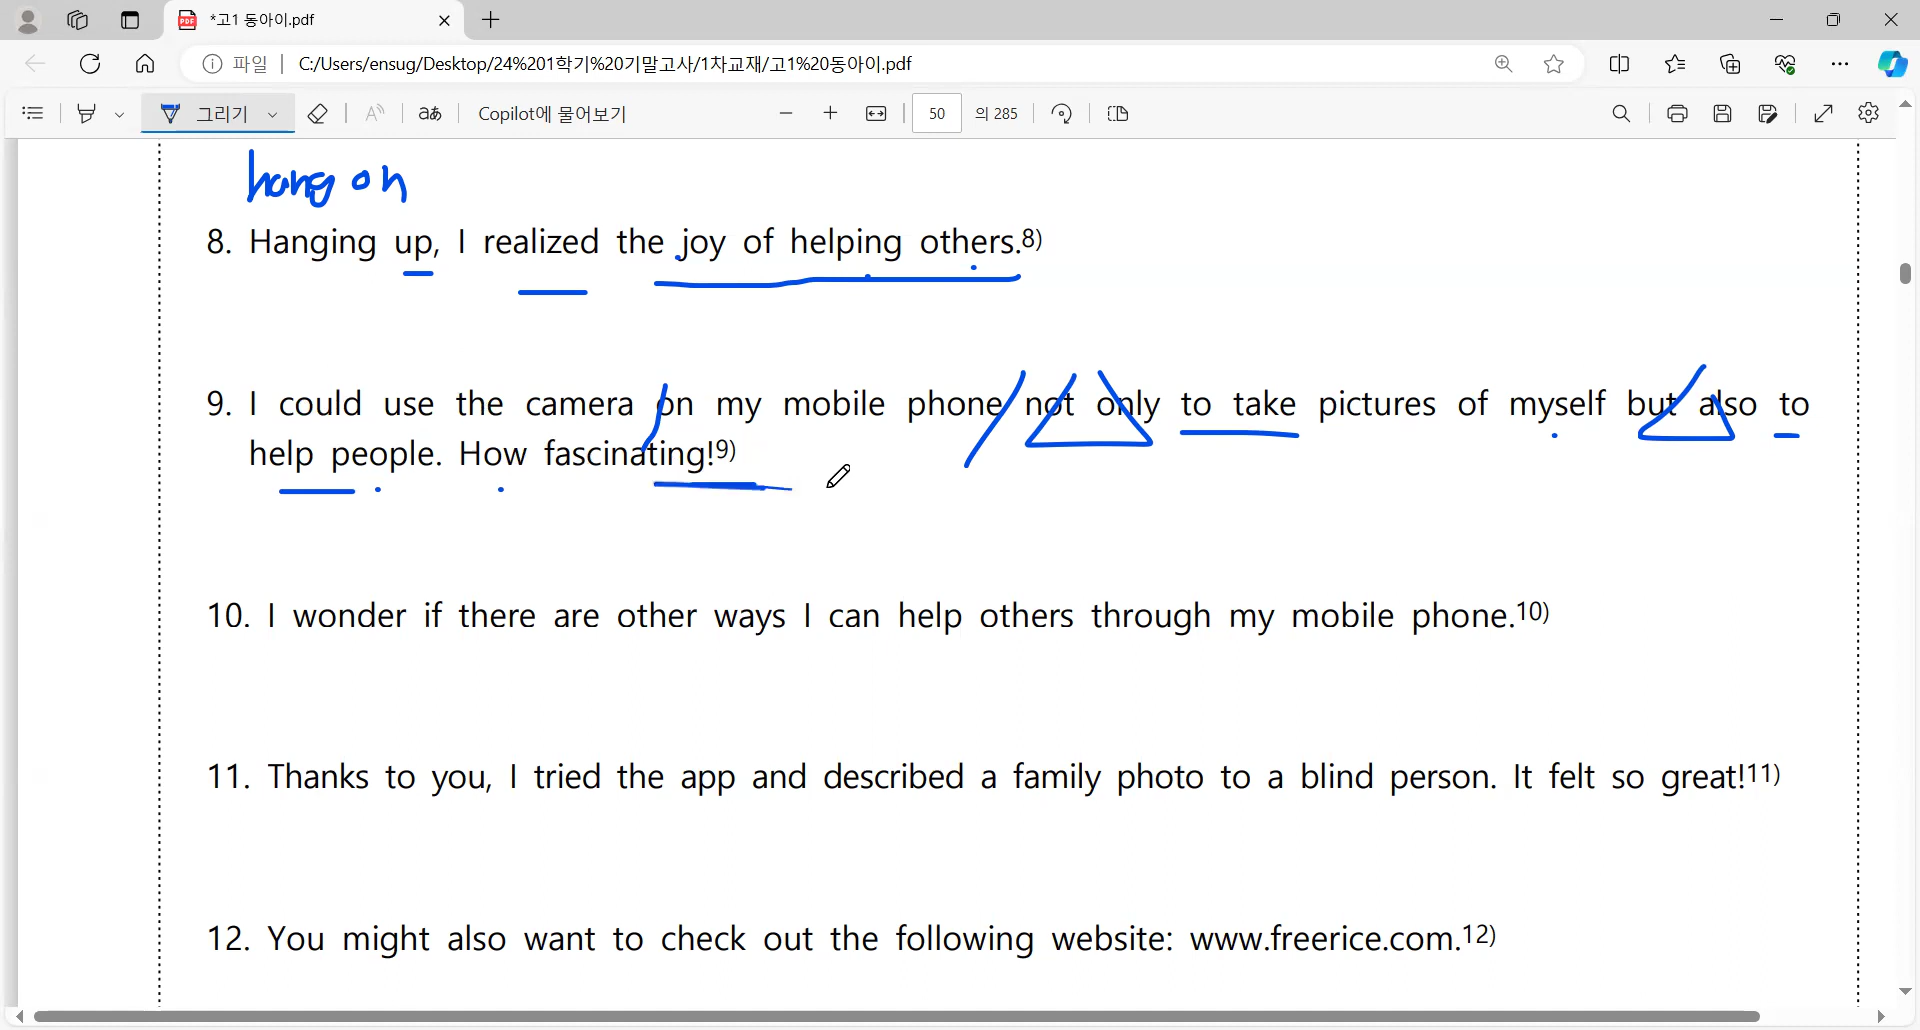 *고1 동아이.pdf
파일 | C:/Users/ensug/Desktop/24%201학기%20기말고사/1차교재/고1%20동아이.pdf
그리기 aあ Copilot에 물어보기 50 의 285
hang on
8. Hanging up, I realized the joy of helping others.8)
9. I could use the camera on my mobile phone not only to take pictures of myself but also to
help people. How fascinating!9)
10. I wonder if there are other ways I can help others through my mobile phone.10)
11. Thanks to you, I tried the app and described a family photo to a blind person. It felt so great!11)
12. You might also want to check out the following website: www.freerice.com.12)